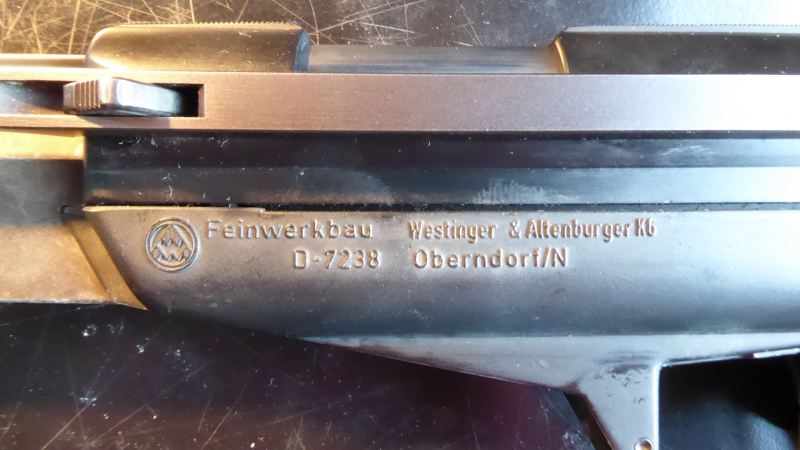 Feinwerkbau Westinger & Altenburger KG
D-7238 Oberndorf/N